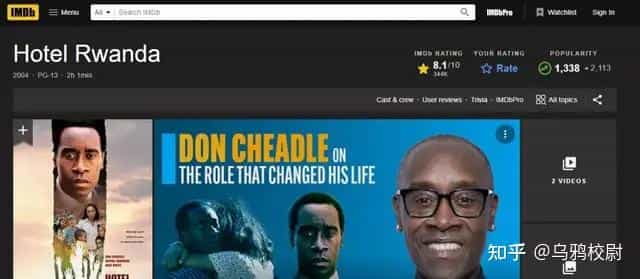 IMDb Menu All Search IMDb IMDbPro Watchlist Sign In
Hotel Rwanda
2004 · PG-13 · 2h 1min
IMDb RATING YOUR RATING POPULARITY
8.1/10 Rate 1,338 2,113
344K
Cast & crew · User reviews · Trivia · IMDbPro All topics
DON CHEADLE ON
THE ROLE THAT CHANGED HIS LIFE
2 VIDEOS
HOTEL
知乎 @乌鸦校尉